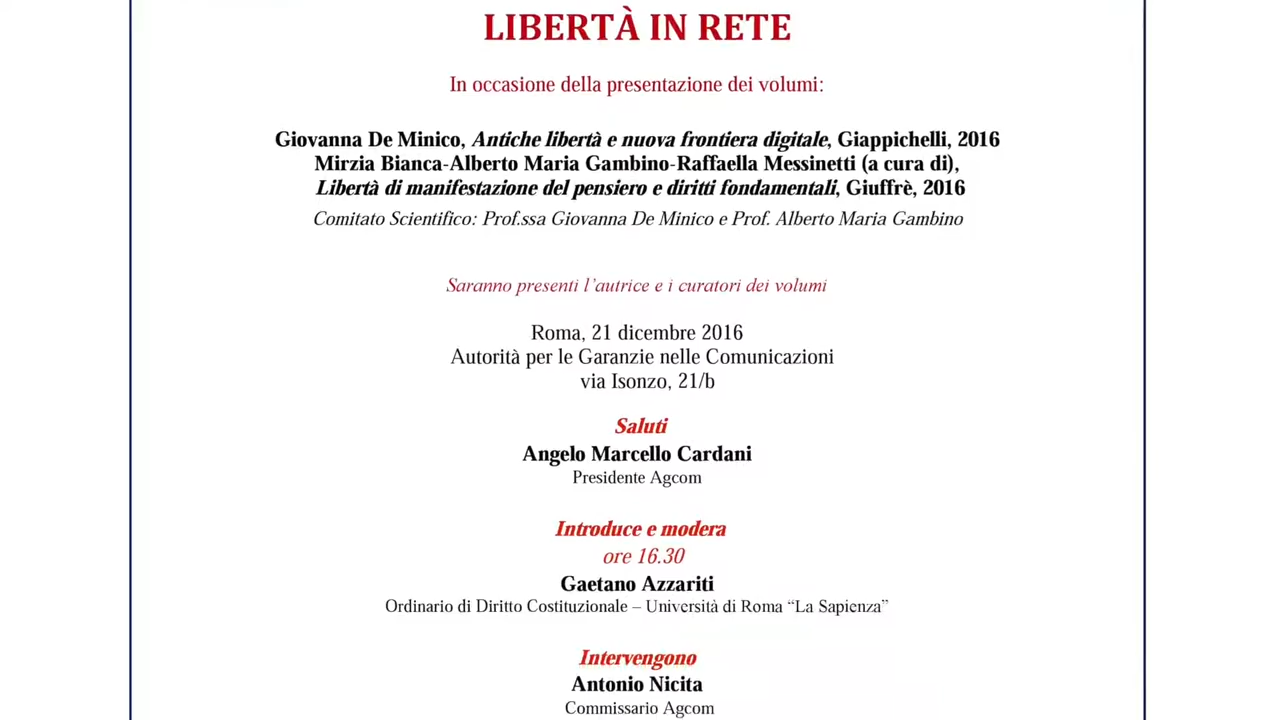 LIBERTÀ IN RETE
In occasione della presentazione dei volumi:
Giovanna De Minico, Antiche libertà e nuova frontiera digitale, Giappichelli, 2016
Mirzia Bianca-Alberto Maria Gambino-Raffaella Messinetti (a cura di),
Libertà di manifestazione del pensiero e diritti fondamentali, Giuffrè, 2016
Comitato Scientifico: Prof.ssa Giovanna De Minico e Prof. Alberto Maria Gambino
Saranno presenti l’autrice e i curatori dei volumi
Roma, 21 dicembre 2016
Autorità per le Garanzie nelle Comunicazioni
via Isonzo, 21/b
Saluti
Angelo Marcello Cardani
Presidente Agcom
Introduce e modera
ore 16.30
Gaetano Azzariti
Ordinario di Diritto Costituzionale – Università di Roma “La Sapienza”
Intervengono
Antonio Nicita
Commissario Agcom